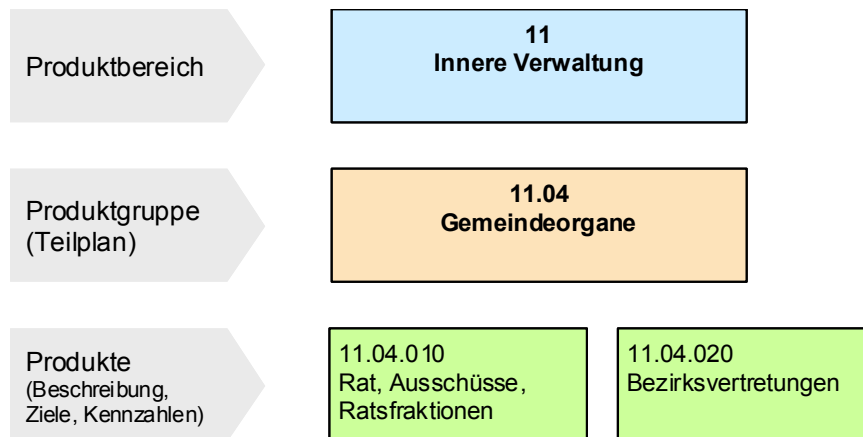 Produktbereich
11
Innere Verwaltung
Produktgruppe
(Teilplan)
11.04
Gemeindeorgane
Produkte
(Beschreibung,
Ziele, Kennzahlen)
11.04.010
Rat, Ausschüsse,
Ratsfraktionen
11.04.020
Bezirksvertretungen